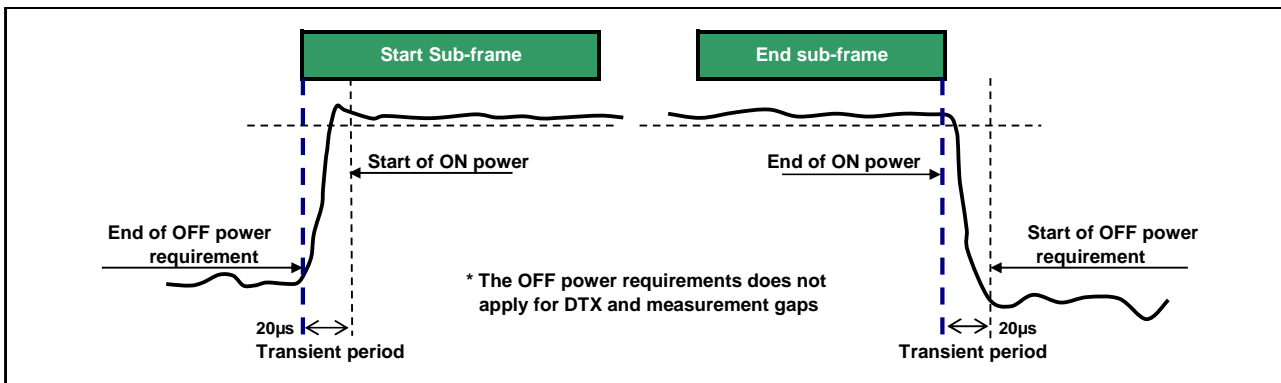 Start Sub-frame
End sub-frame
Start of ON power
End of ON power
End of OFF power
requirement
Start of OFF power
requirement
* The OFF power requirements does not
apply for DTX and measurement gaps
20µs
Transient period
20µs
Transient period